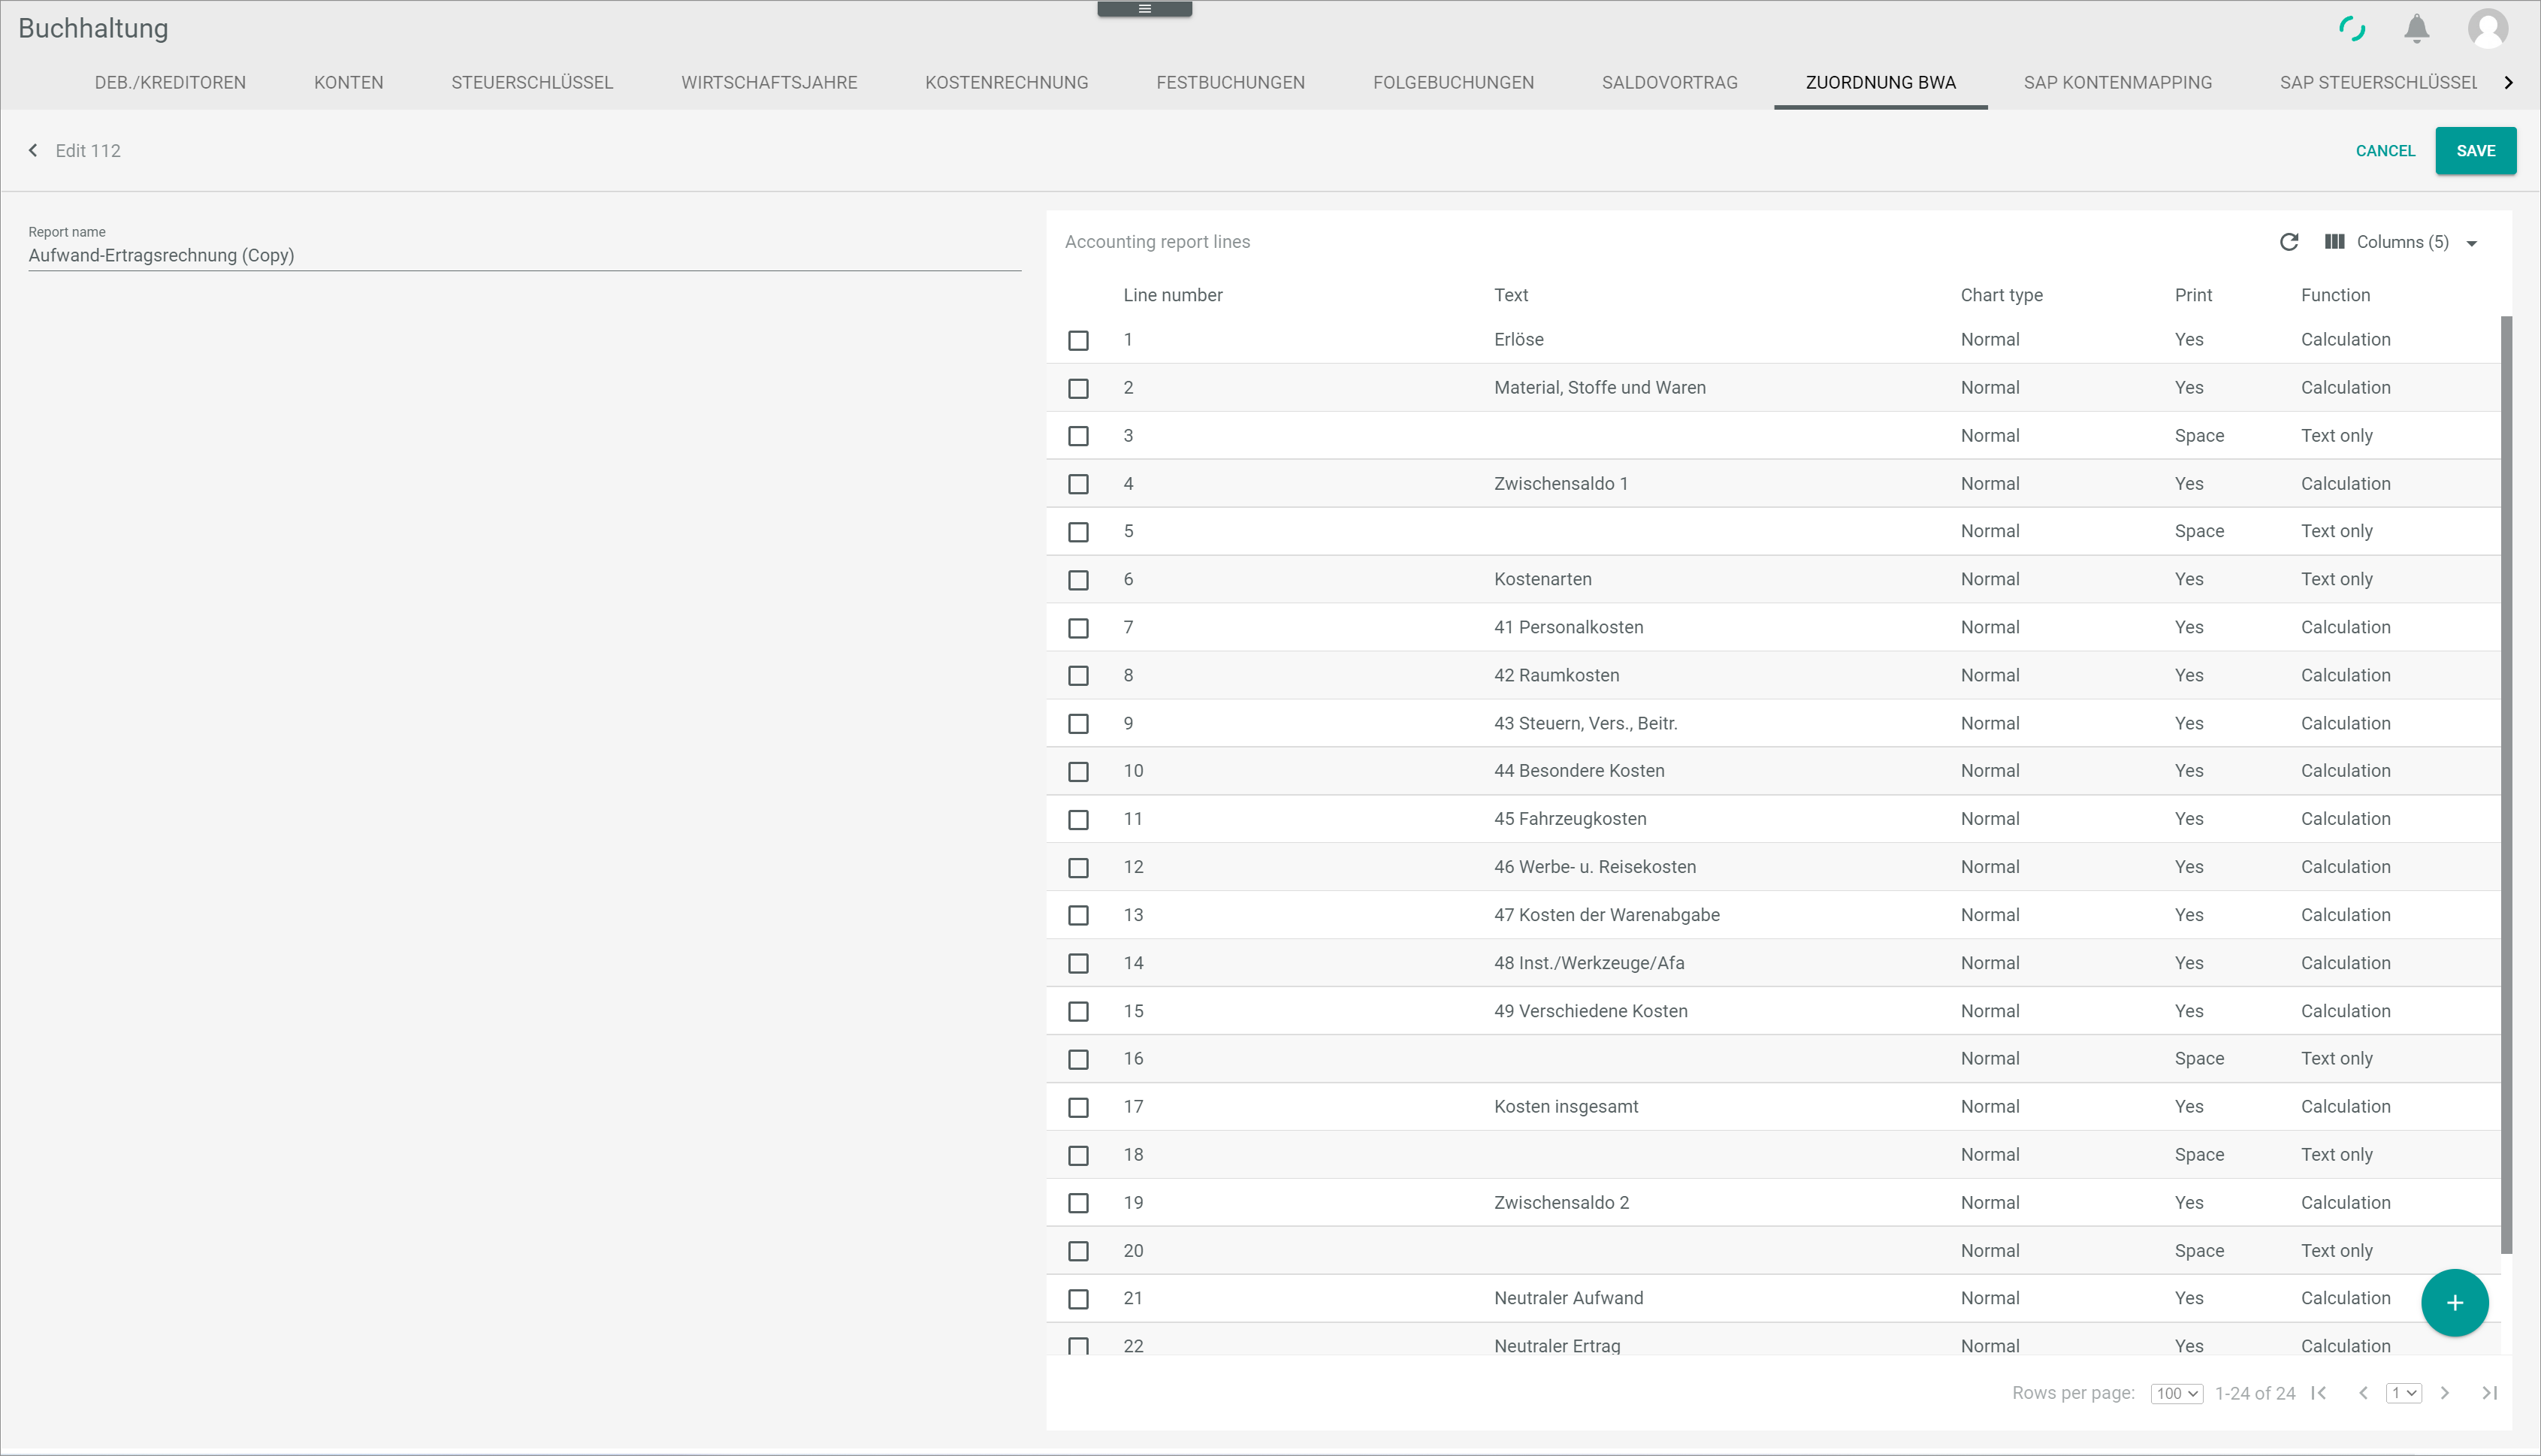 Buchhaltung
DEB./KREDITOREN KONTEN STEUERSCHLÜSSEL WIRTSCHAFTSJAHRE KOSTENRECHNUNG FESTBUCHUNGEN FOLGEBUCHUNGEN SALDOVORTRAG ZUORDNUNG BWA SAP KONTENMAPPING SAP STEUERSCHLÜSSEL
Edit 112 CANCEL SAVE
Report name
Aufwand-Ertragsrechnung (Copy)
Accounting report lines Columns (5)
Line number Text Chart type Print Function
1 Erlöse Normal Yes Calculation
2 Material, Stoffe und Waren Normal Yes Calculation
3 Normal Space Text only
4 Zwischensaldo 1 Normal Yes Calculation
5 Normal Space Text only
6 Kostenarten Normal Yes Text only
7 41 Personalkosten Normal Yes Calculation
8 42 Raumkosten Normal Yes Calculation
9 43 Steuern, Vers., Beitr. Normal Yes Calculation
10 44 Besondere Kosten Normal Yes Calculation
11 45 Fahrzeugkosten Normal Yes Calculation
12 46 Werbe- u. Reisekosten Normal Yes Calculation
13 47 Kosten der Warenabgabe Normal Yes Calculation
14 48 Inst./Werkzeuge/Afa Normal Yes Calculation
15 49 Verschiedene Kosten Normal Yes Calculation
16 Normal Space Text only
17 Kosten insgesamt Normal Yes Calculation
18 Normal Space Text only
19 Zwischensaldo 2 Normal Yes Calculation
20 Normal Space Text only
21 Neutraler Aufwand Normal Yes Calculation
22 Neutraler Ertrag Normal Yes Calculation
Rows per page: 100 1-24 of 24 1